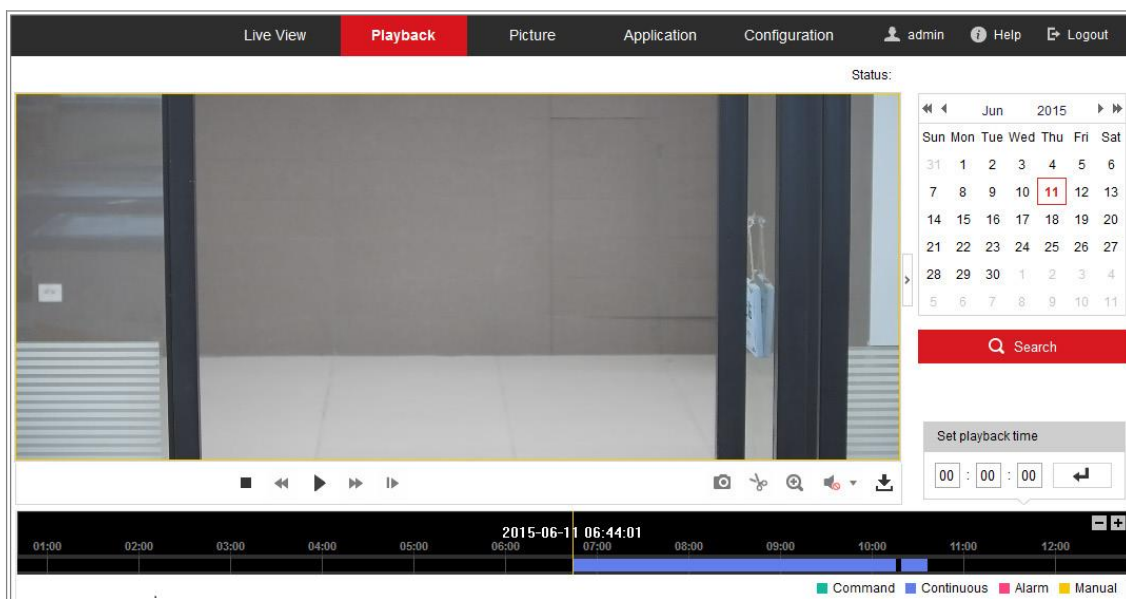 Live View Playback Picture Application Configuration admin Help Logout
Status:
Jun 2015
Sun Mon Tue Wed Thu Fri Sat
31 1 2 3 4 5 6
7 8 9 10 11 12 13
14 15 16 17 18 19 20
21 22 23 24 25 26 27
28 29 30 1 2 3 4
5 6 7 8 9 10 11
Search
Set playback time
00 : 00 : 00
2015-06-11 06:44:01
01:00 02:00 03:00 04:00 05:00 06:00 07:00 08:00 09:00 10:00 11:00 12:00
Command Continuous Alarm Manual